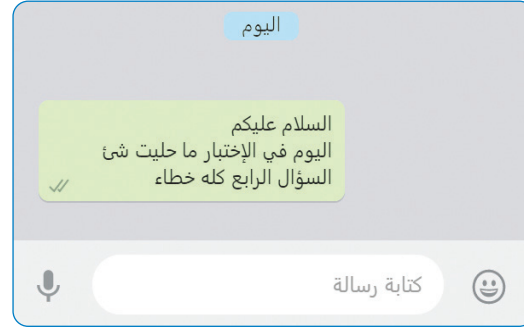 اليوم
السلام عليكم
اليوم في الإختبار ما حليت شئ
السؤال الرابع كله خطاء
كتابة رسالة